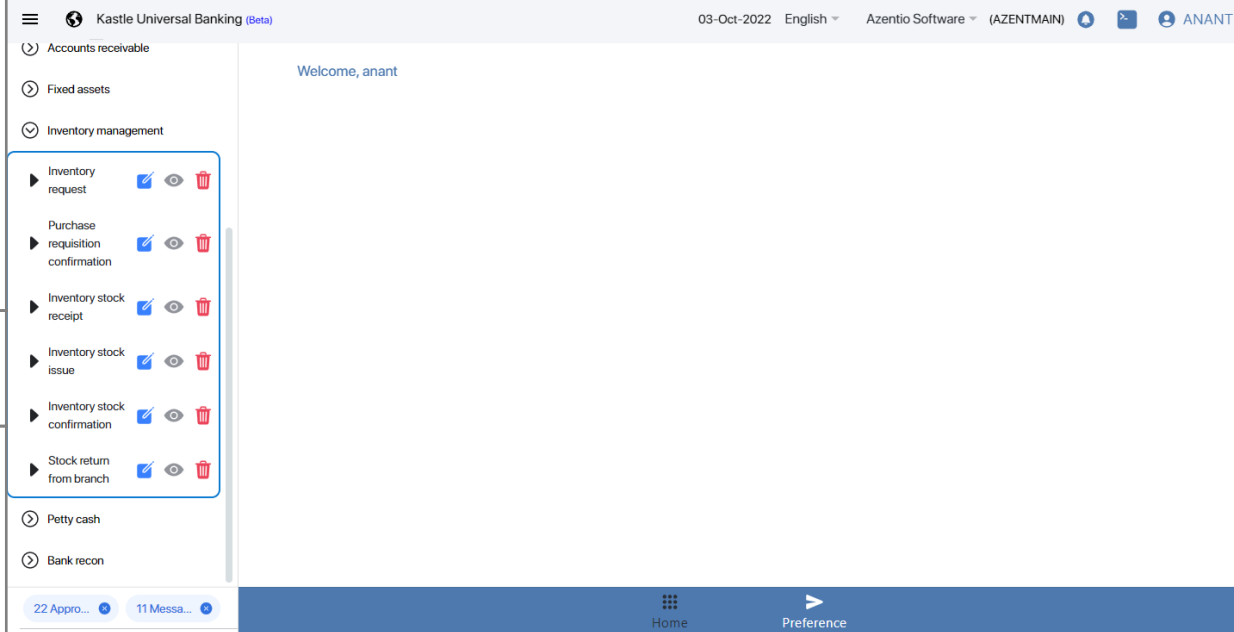 Kastle Universal Banking (Beta)
03-Oct-2022 English Azentio Software (AZENTMAIN) ANANT
Accounts receivable
Welcome, anant
Fixed assets
Inventory management
Inventory
request
Purchase
requisition
confirmation
Inventory stock
receipt
Inventory stock
issue
Inventory stock
confirmation
Stock return
from branch
Petty cash
Bank recon
22 Appro...
11 Messa...
Home
Preference